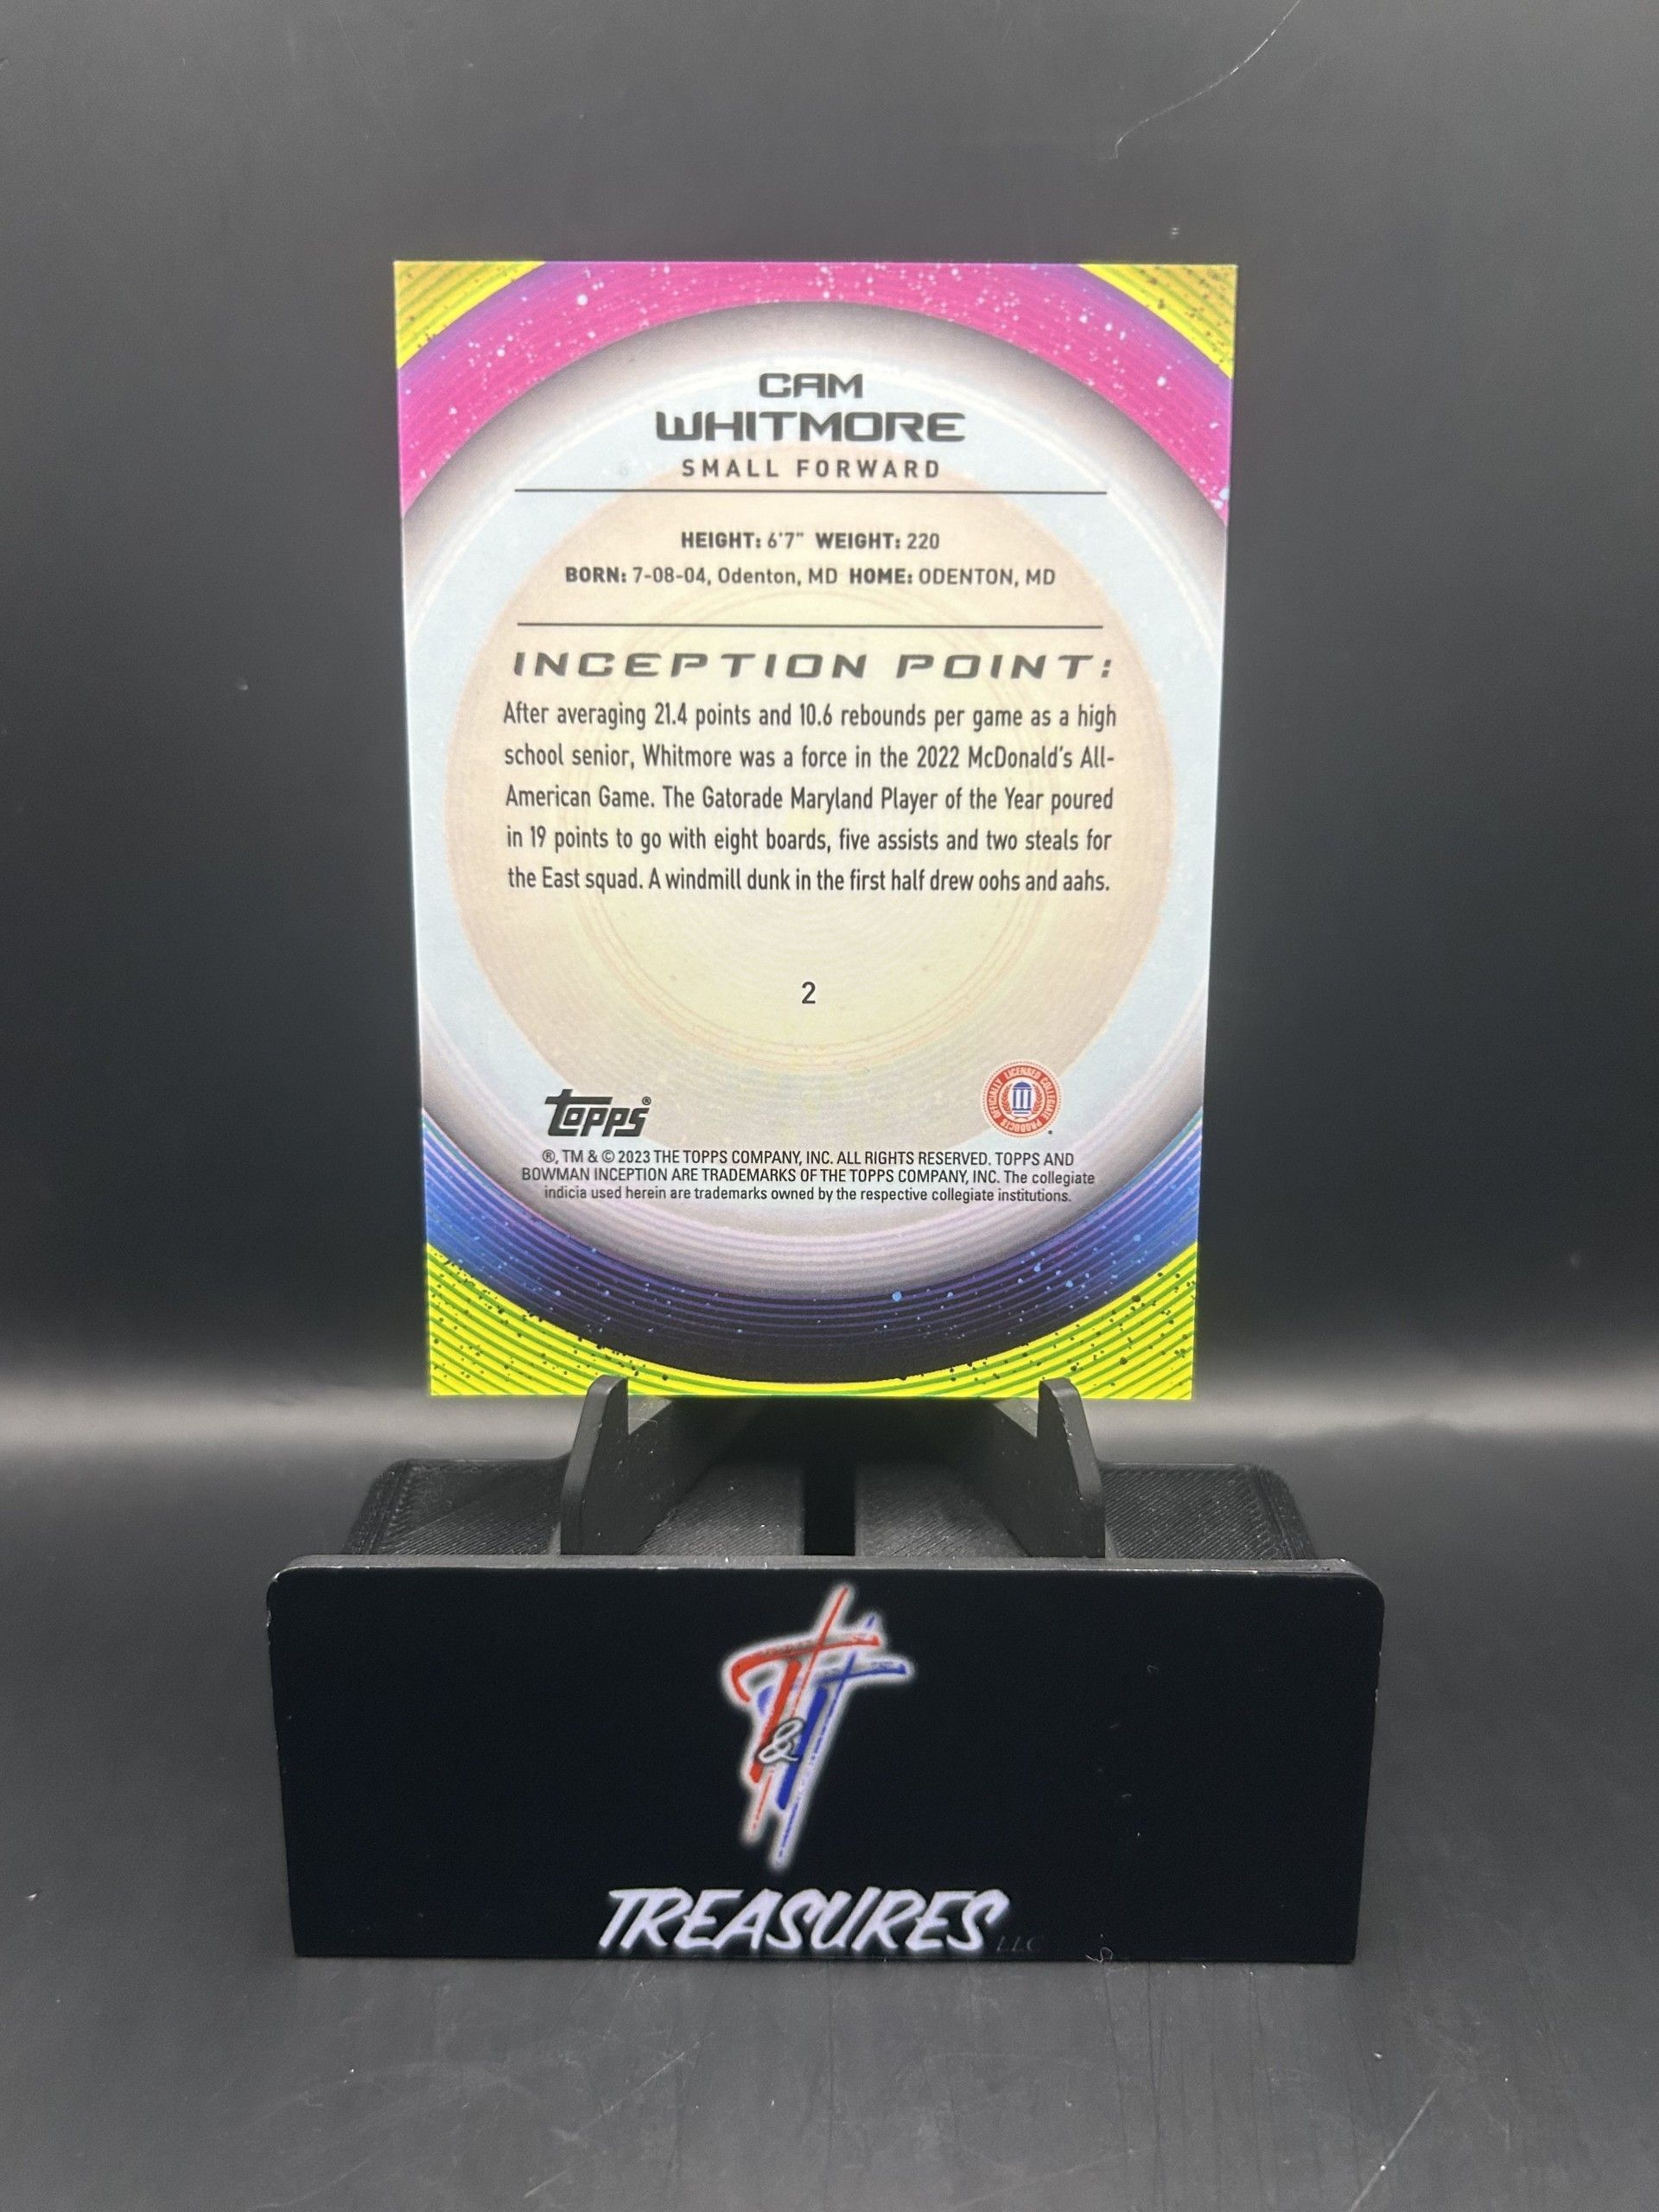 CAM
WHITMORE
SMALL FORWARD
HEIGHT: 6'7" WEIGHT: 220
BORN: 7-08-04, Odenton, MD HOME: ODENTON, MD
INCEPTION POINT:
After averaging 21.4 points and 10.6 rebounds per game as a high
school senior, Whitmore was a force in the 2022 McDonald's All-
American Game. The Gatorade Maryland Player of the Year poured
in 19 points to go with eight boards, five assists and two steals for
the East squad. A windmill dunk in the first half drew oohs and aahs.
2
topps®
OFFICIALLY LICENSED COLLEGIATE PRODUCTS
®, TM & © 2023 THE TOPPS COMPANY, INC. ALL RIGHTS RESERVED. TOPPS AND
BOWMAN INCEPTION ARE TRADEMARKS OF THE TOPPS COMPANY, INC. The collegiate
indicia used herein are trademarks owned by the respective collegiate institutions.
T&T
TREASURES LLC